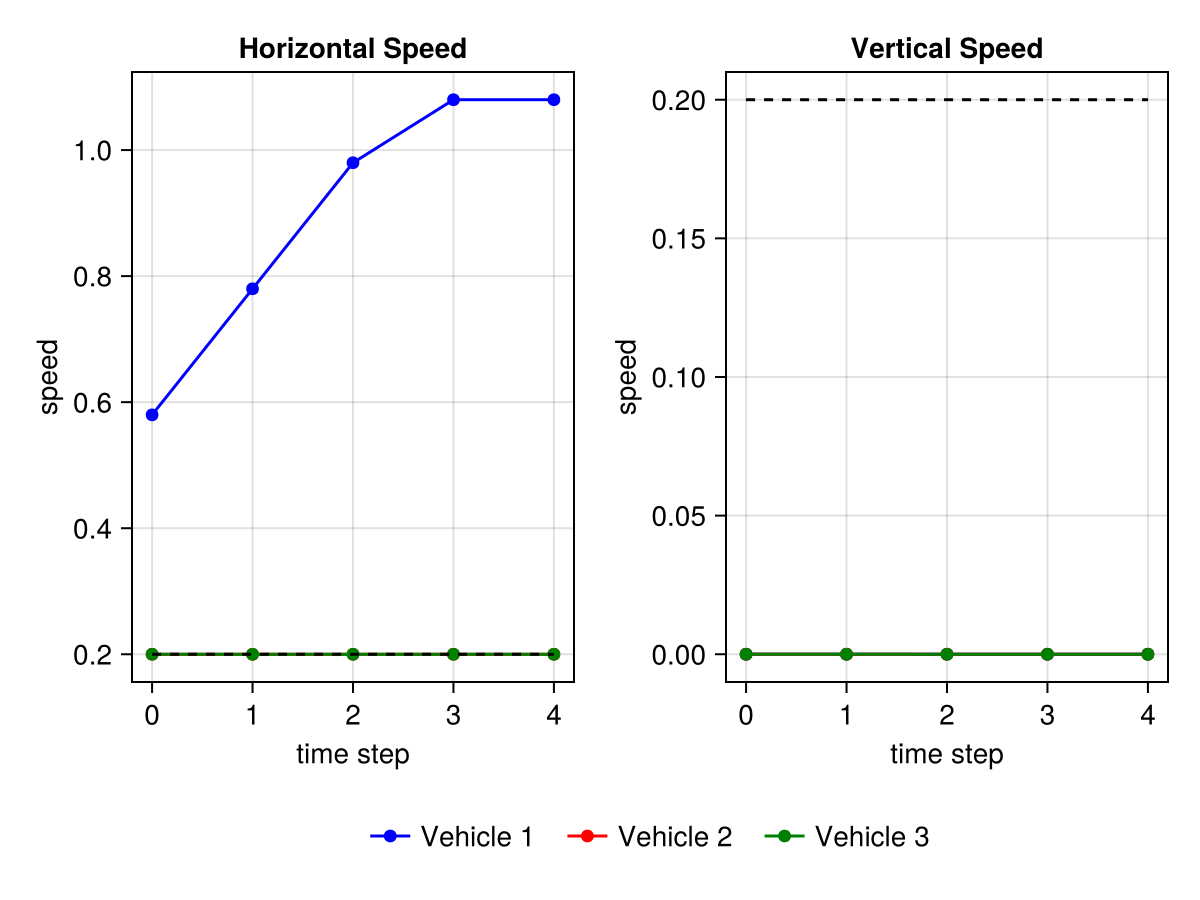 Horizontal Speed
speed
1.0
0.8
0.6
0.4
0.2
0 1 2 3 4
time step
Vertical Speed
speed
0.20
0.15
0.10
0.05
0.00
0 1 2 3 4
time step
Vehicle 1 Vehicle 2 Vehicle 3